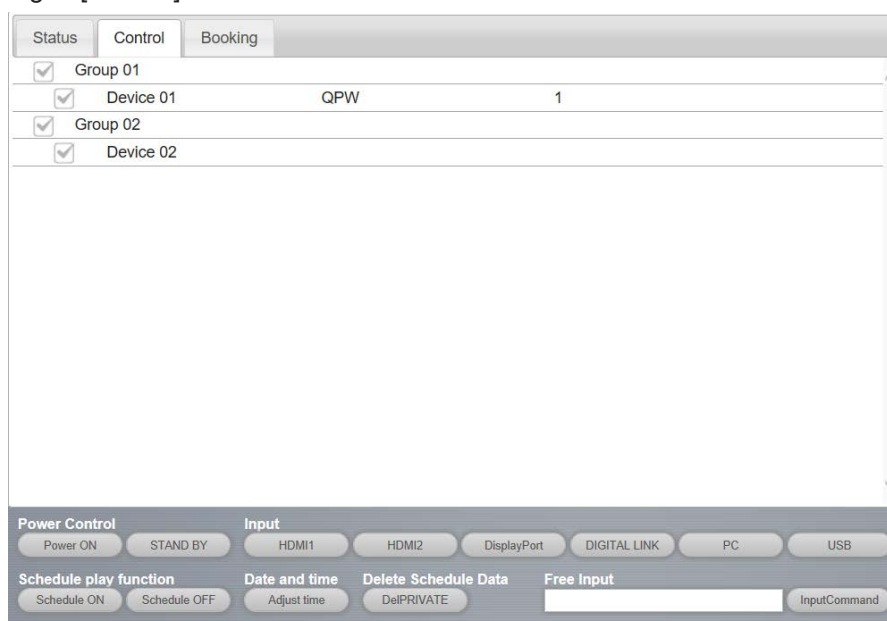 Status Control Booking
Group 01
Device 01 QPW 1
Group 02
Device 02
Power Control Input
Power ON STAND BY HDMI1 HDMI2 DisplayPort DIGITAL LINK PC USB
Schedule play function Date and time Delete Schedule Data Free Input
Schedule ON Schedule OFF Adjust time DelPRIVATE InputCommand